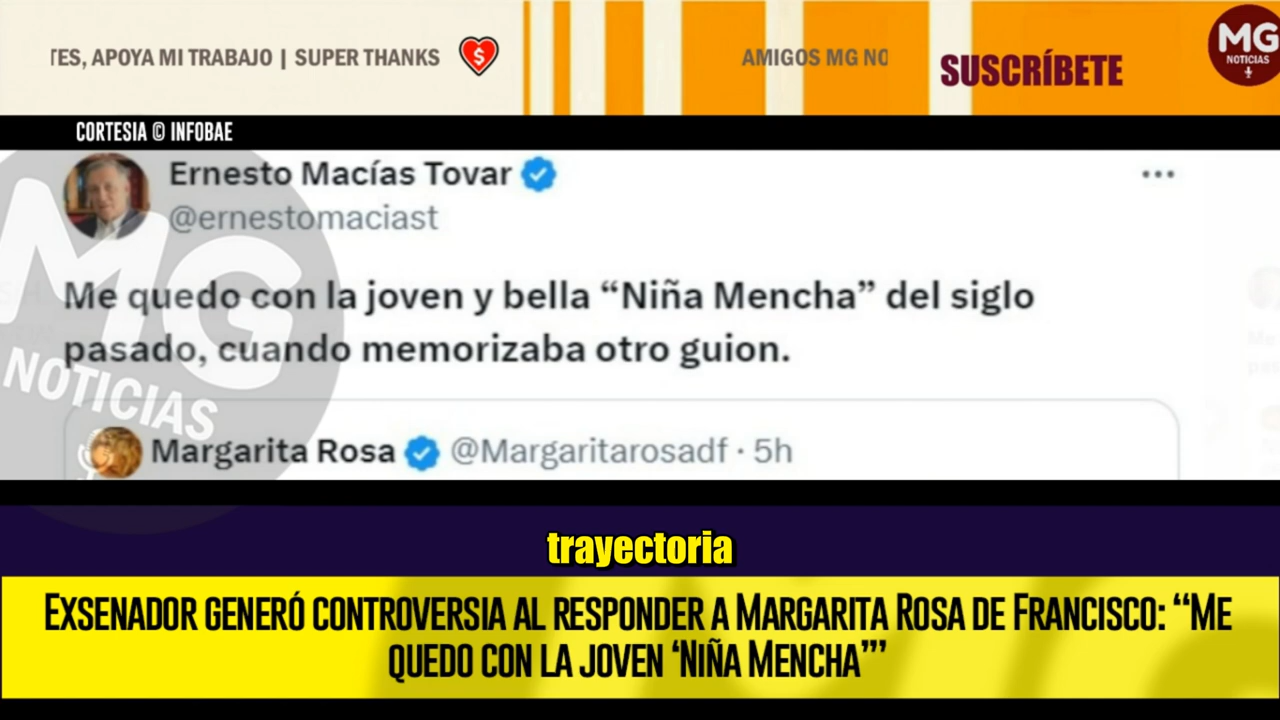 TES, APOYA MI TRABAJO | SUPER THANKS
AMIGOS MG NO
SUSCRÍBETE
MG
NOTICIAS
CORTESIA © INFOBAE
Ernesto Macías Tovar
@ernestomaciast
Me quedo con la joven y bella “Niña Mencha” del siglo
pasado, cuando memorizaba otro guion.
MG
NOTICIAS
Margarita Rosa @Margaritarosadf · 5h
trayectoria
EXSENADOR GENERÓ CONTROVERSIA AL RESPONDER A MARGARITA ROSA DE FRANCISCO: “ME
QUEDO CON LA JOVEN ‘NIÑA MENCHA’”